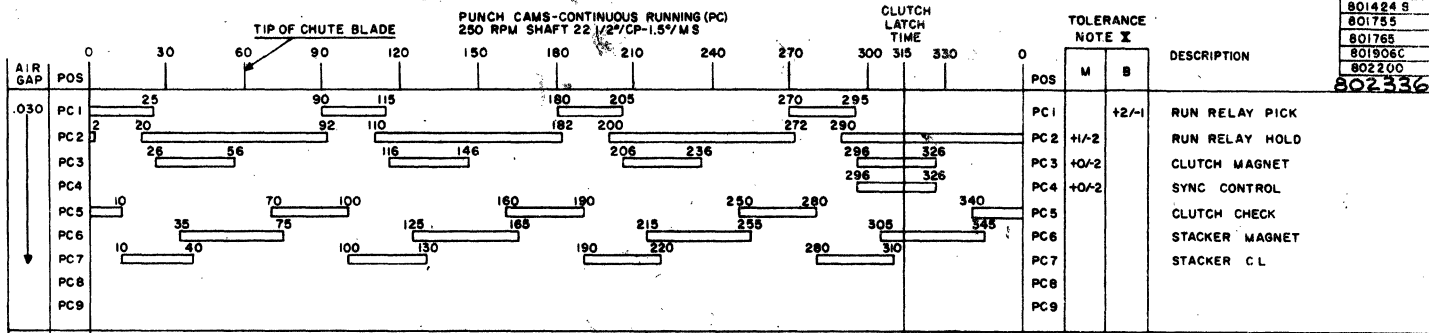 PUNCH CAMS-CONTINUOUS RUNNING (PC)
250 RPM SHAFT 22 1/2°/CP-1.5°/MS
TIP OF CHUTE BLADE
CLUTCH
LATCH
TIME
TOLERANCE
NOTE X
801424 S
801755
801765
801906C
802200
802336
0 30 60 90 120 150 180 210 240 270 300 315 330 0
AIR
GAP
POS
POS
M B
DESCRIPTION
.030 PC1 25 90 115 180 205 270 295 PC1 +2/-1 RUN RELAY PICK
PC2 2 20 92 110 182 200 272 290 PC2 +1/-2 RUN RELAY HOLD
PC3 26 56 116 146 206 236 296 326 PC3 +0/-2 CLUTCH MAGNET
PC4 296 326 PC4 +0/-2 SYNC CONTROL
PC5 10 70 100 160 190 250 280 340 PC5 CLUTCH CHECK
PC6 35 75 125 165 215 255 305 345 PC6 STACKER MAGNET
PC7 10 40 100 130 190 220 280 310 PC7 STACKER CL
PC8 PC8
PC9 PC9